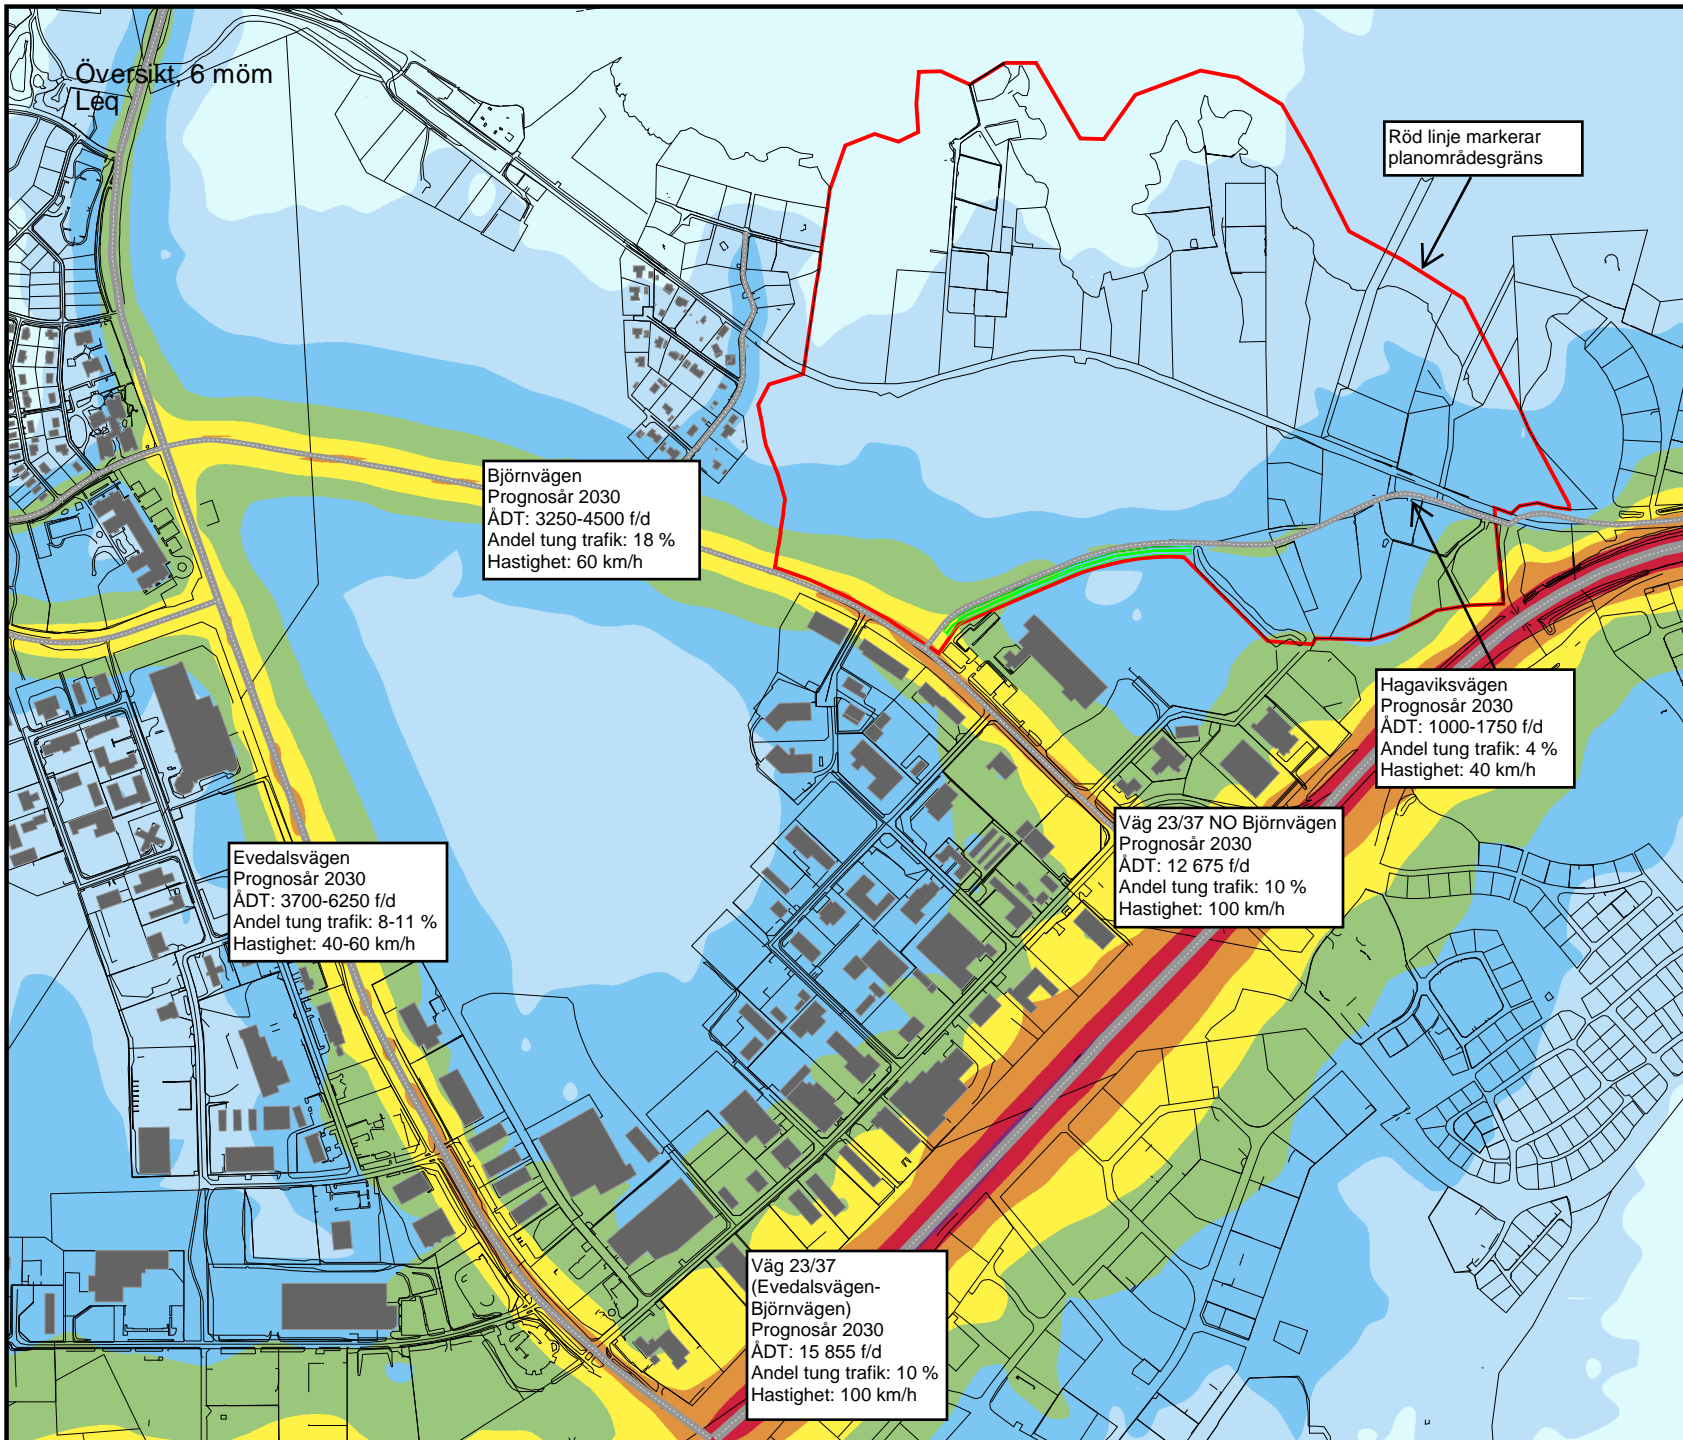 Översikt, 6 möm
Leq
Röd linje markerar
planområdesgräns
Björnvägen
Prognosår 2030
ÅDT: 3250-4500 f/d
Andel tung trafik: 18 %
Hastighet: 60 km/h
Hagaviksvägen
Prognosår 2030
ÅDT: 1000-1750 f/d
Andel tung trafik: 4 %
Hastighet: 40 km/h
Väg 23/37 NO Björnvägen
Prognosår 2030
ÅDT: 12 675 f/d
Andel tung trafik: 10 %
Hastighet: 100 km/h
Evedalsvägen
Prognosår 2030
ÅDT: 3700-6250 f/d
Andel tung trafik: 8-11 %
Hastighet: 40-60 km/h
Väg 23/37
(Evedalsvägen-
Björnvägen)
Prognosår 2030
ÅDT: 15 855 f/d
Andel tung trafik: 10 %
Hastighet: 100 km/h